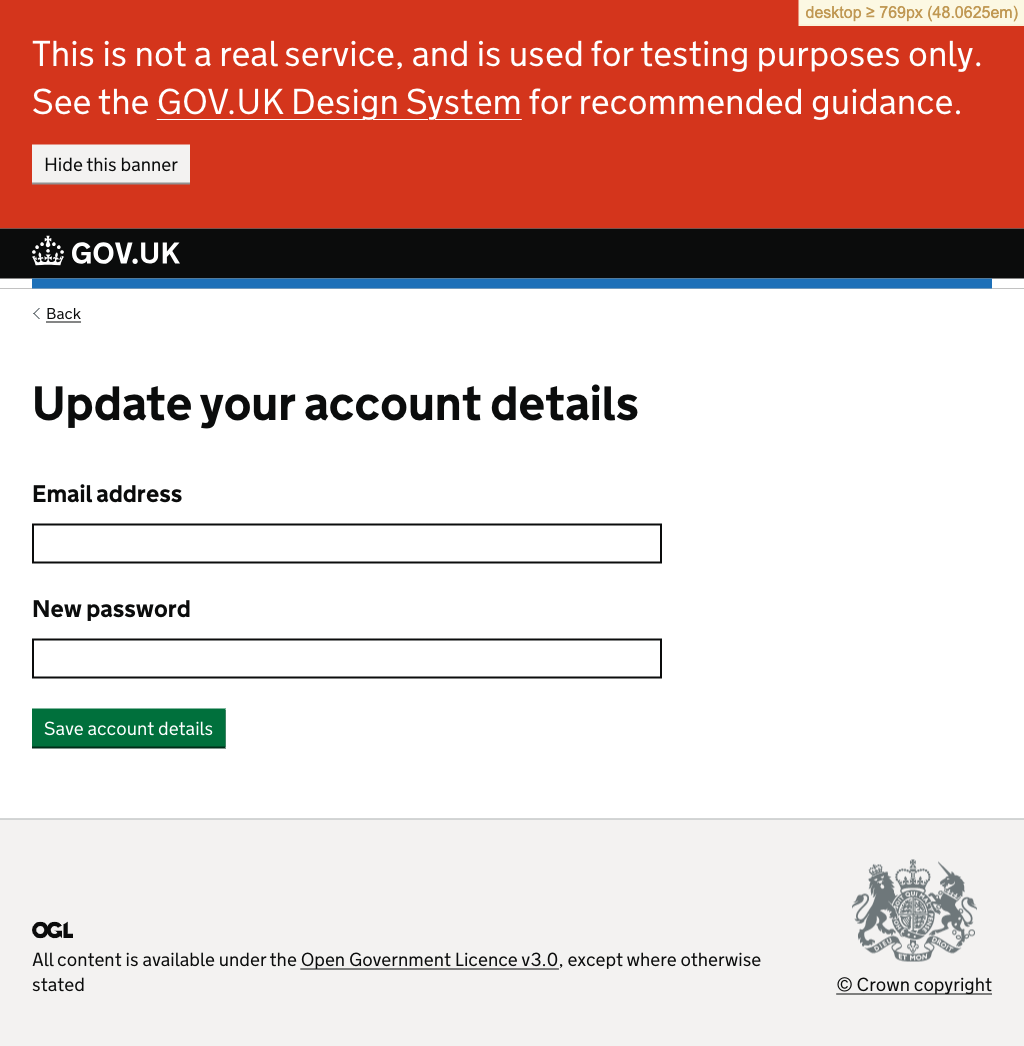 desktop ≥ 769px (48.0625em)
This is not a real service, and is used for testing purposes only.
See the GOV.UK Design System for recommended guidance.
Hide this banner
GOV.UK
Back
Update your account details
Email address
New password
Save account details
OGL
All content is available under the Open Government Licence v3.0, except where otherwise
stated
DIEU ET MON DROIT
© Crown copyright